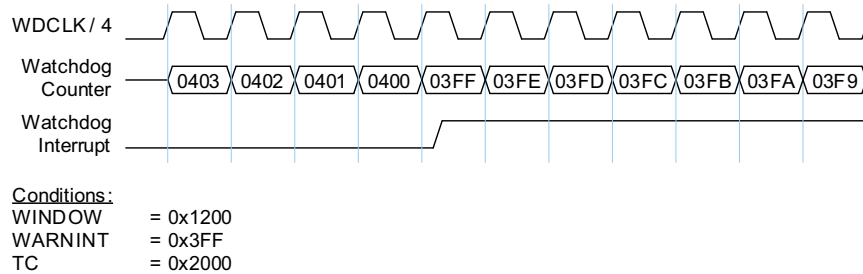 WDCLK / 4
Watchdog
Counter
0403 0402 0401 0400 03FF 03FE 03FD 03FC 03FB 03FA 03F9
Watchdog
Interrupt
Conditions:
WINDOW = 0x1200
WARNINT = 0x3FF
TC = 0x2000